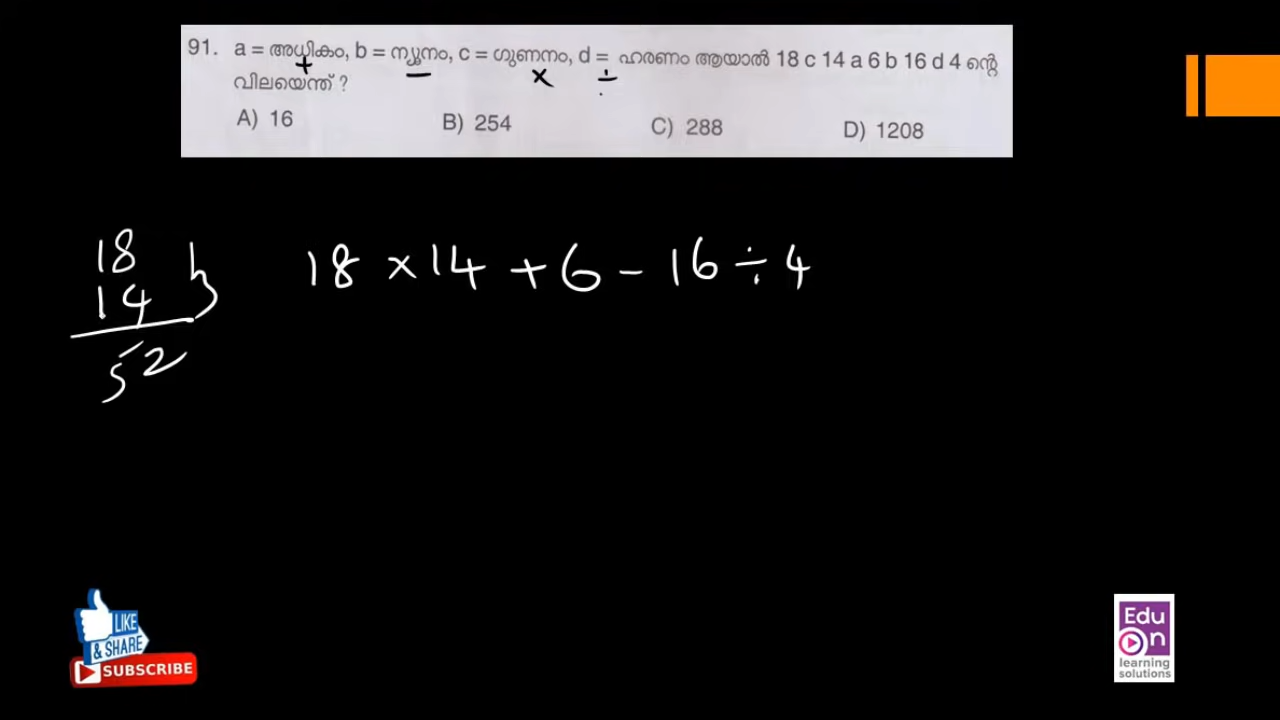 91. a = അധികം, b = ന്യൂനം, c = ഗുണനം, d = ഹരണം ആയാൽ 18 c 14 a 6 b 16 d 4 ന്റെ
+ − × ÷
വിലയെന്ത് ?
A) 16 B) 254 C) 288 D) 1208
18
14
52
18 × 14 + 6 − 16 ÷ 4
LIKE
& SHARE
SUBSCRIBE
Edu
On
learning
solutions